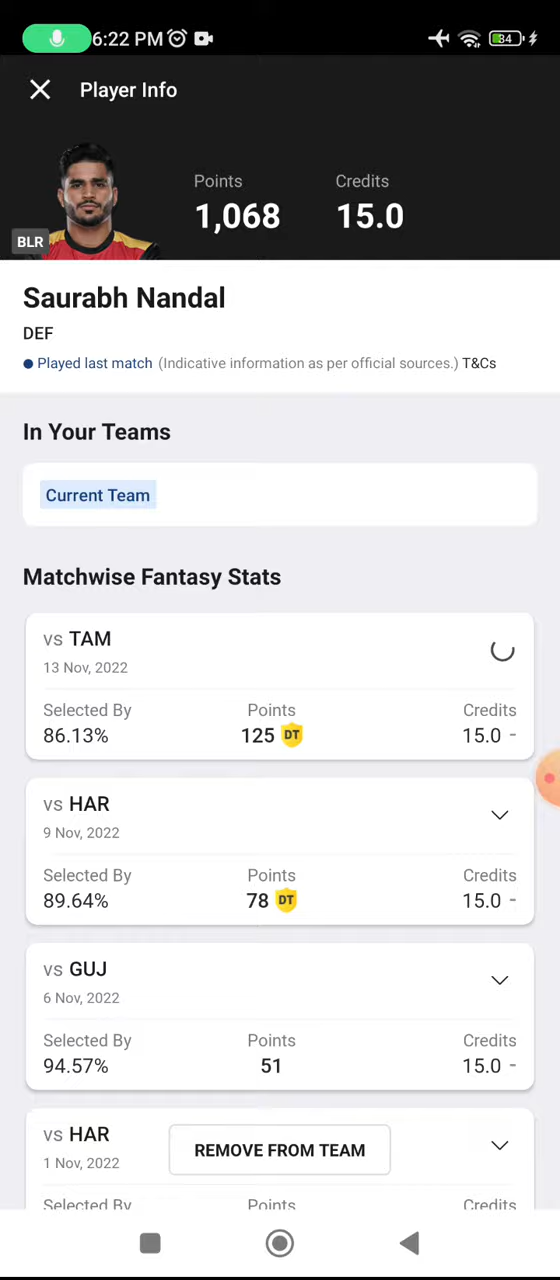 6:22 PM
34
Player Info
Points
Credits
1,068
15.0
BLR
Saurabh Nandal
DEF
Played last match (Indicative information as per official sources.) T&Cs
In Your Teams
Current Team
Matchwise Fantasy Stats
vs TAM
13 Nov, 2022
Selected By Points Credits
86.13% 125 DT 15.0 -
vs HAR
9 Nov, 2022
Selected By Points Credits
89.64% 78 DT 15.0 -
vs GUJ
6 Nov, 2022
Selected By Points Credits
94.57% 51 15.0 -
vs HAR
1 Nov, 2022
REMOVE FROM TEAM
Selected By Points Credits